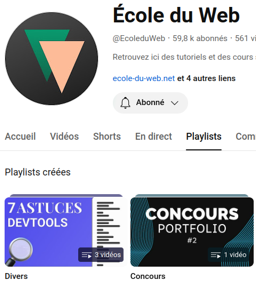 École du Web
@EcoleduWeb · 59,8 k abonnés · 561 vi
Retrouvez ici des tutoriels et des cours
ecole-du-web.net et 4 autres liens
Abonné
Accueil Vidéos Shorts En direct Playlists Com
Playlists créées
7 ASTUCES
DEVTOOLS
3 vidéos
CONCOURS
PORTFOLIO
#2
1 vidéo
Divers
Concours